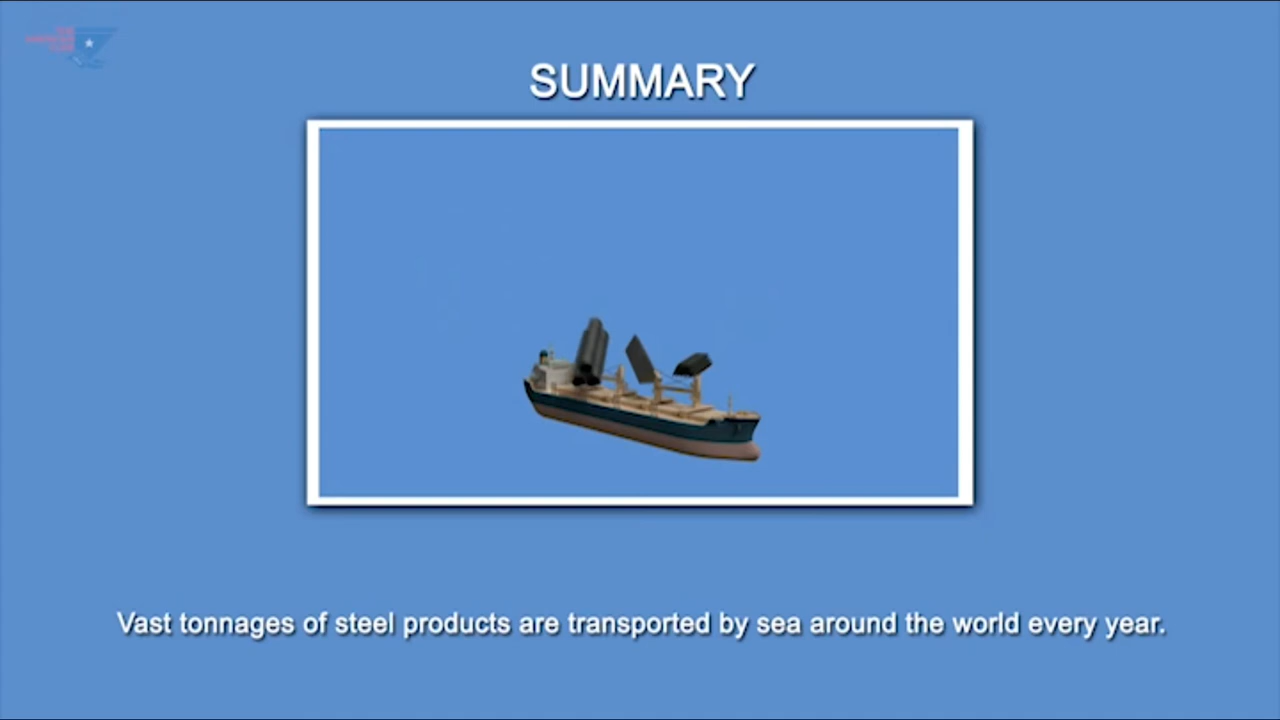 SUMMARY
Vast tonnages of steel products are transported by sea around the world every year.